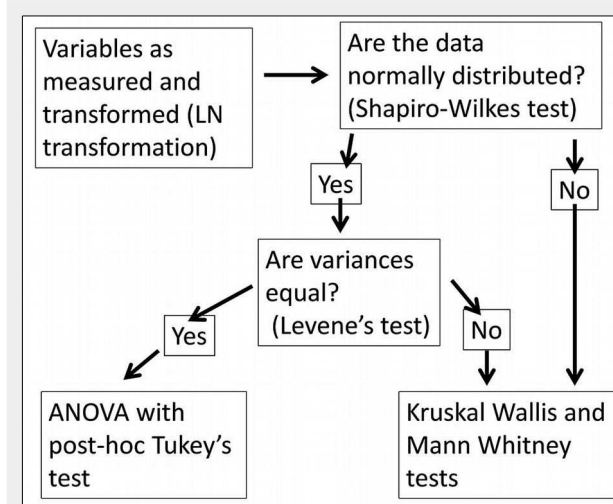 Variables as
measured and
transformed (LN
transformation)
Are the data
normally distributed?
(Shapiro-Wilkes test)
Yes
No
Are variances
equal?
(Levene's test)
Yes
No
ANOVA with
post-hoc Tukey's
test
Kruskal Wallis and
Mann Whitney
tests